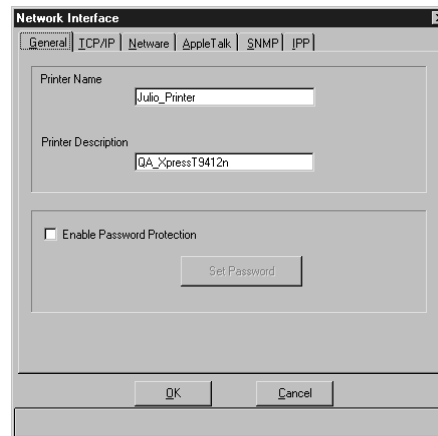 Network Interface
General TCP/IP Netware AppleTalk SNMP IPP
Printer Name
Julio_Printer
Printer Description
QA_XpressT9412n
Enable Password Protection
Set Password
OK Cancel